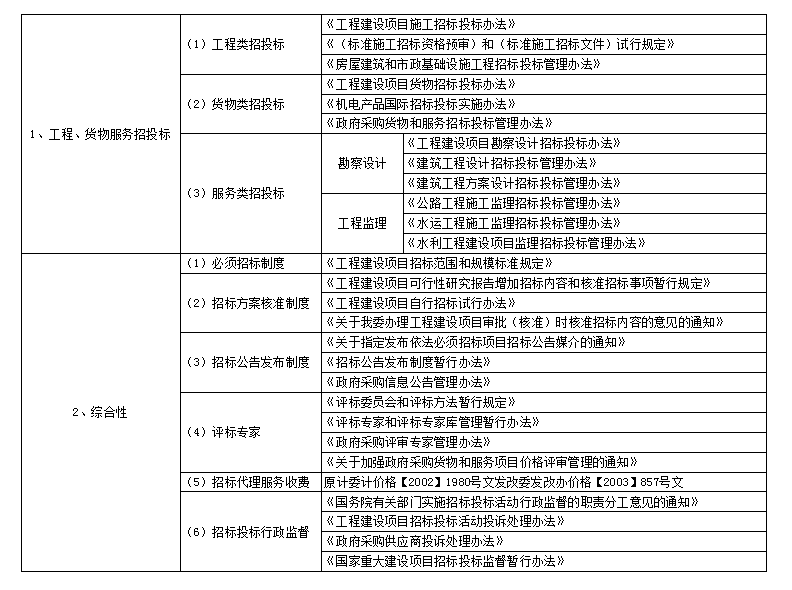 1、工程、货物服务招投标
(1)工程类招投标
《工程建设项目施工招标投标办法》
《(标准施工招标资格预审)和(标准施工招标文件)试行规定》
《房屋建筑和市政基础设施工程招标投标管理办法》
(2)货物类招投标
《工程建设项目货物招标投标办法》
《机电产品国际招标投标实施办法》
《政府采购货物和服务招标投标管理办法》
(3)服务类招投标
勘察设计
《工程建设项目勘察设计招标投标办法》
《建筑工程设计招标投标管理办法》
《建筑工程方案设计招标投标管理办法》
工程监理
《公路工程施工监理招标投标管理办法》
《水运工程施工监理招标投标管理办法》
《水利工程建设项目监理招标投标管理办法》
2、综合性
(1)必须招标制度
《工程建设项目招标范围和规模标准规定》
(2)招标方案核准制度
《工程建设项目可行性研究报告增加招标内容和核准招标事项暂行规定》
《工程建设项目自行招标试行办法》
《关于我委办理工程建设项目审批(核准)时核准招标内容的意见的通知》
(3)招标公告发布制度
《关于指定发布依法必须招标项目招标公告媒介的通知》
《招标公告发布制度暂行办法》
《政府采购信息公告管理办法》
(4)评标专家
《评标委员会和评标方法暂行规定》
《评标专家和评标专家库管理暂行办法》
《政府采购评审专家管理办法》
《关于加强政府采购货物和服务项目价格评审管理的通知》
(5)招标代理服务收费
原计委计价格【2002】1980号文发改委发改办价格【2003】857号文
(6)招标投标行政监督
《国务院有关部门实施招标投标活动行政监督的职责分工意见的通知》
《工程建设项目招标投标活动投诉处理办法》
《政府采购供应商投诉处理办法》
《国家重大建设项目招标投标监督暂行办法》